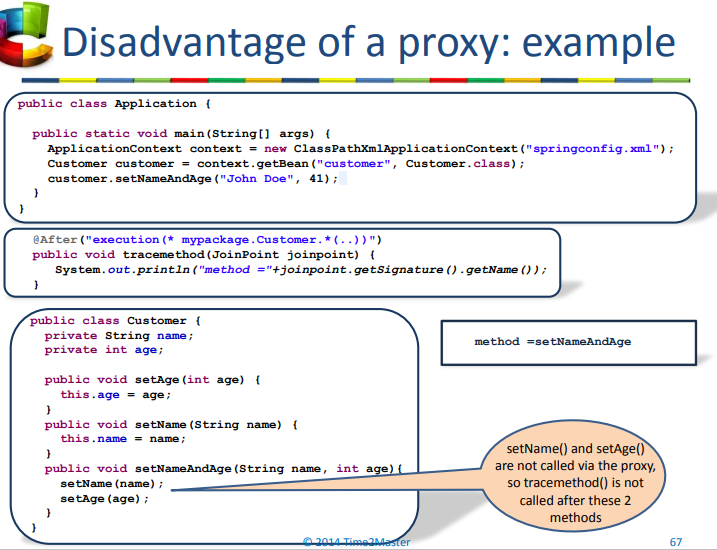 Disadvantage of a proxy: example
public class Application {
public static void main(String[] args) {
ApplicationContext context = new ClassPathXmlApplicationContext("springconfig.xml");
Customer customer = context.getBean("customer", Customer.class);
customer.setNameAndAge("John Doe", 41);
}
}
@After("execution(* mypackage.Customer.*(..))")
public void tracemethod(JoinPoint joinpoint) {
System.out.println("method ="+joinpoint.getSignature().getName());
}
public class Customer {
private String name;
private int age;
public void setAge(int age) {
this.age = age;
}
public void setName(String name) {
this.name = name;
}
public void setNameAndAge(String name, int age){
setName(name);
setAge(age);
}
}
method =setNameAndAge
setName() and setAge()
are not called via the proxy,
so tracemethod() is not
called after these 2
methods
© 2014 Time2Master
67